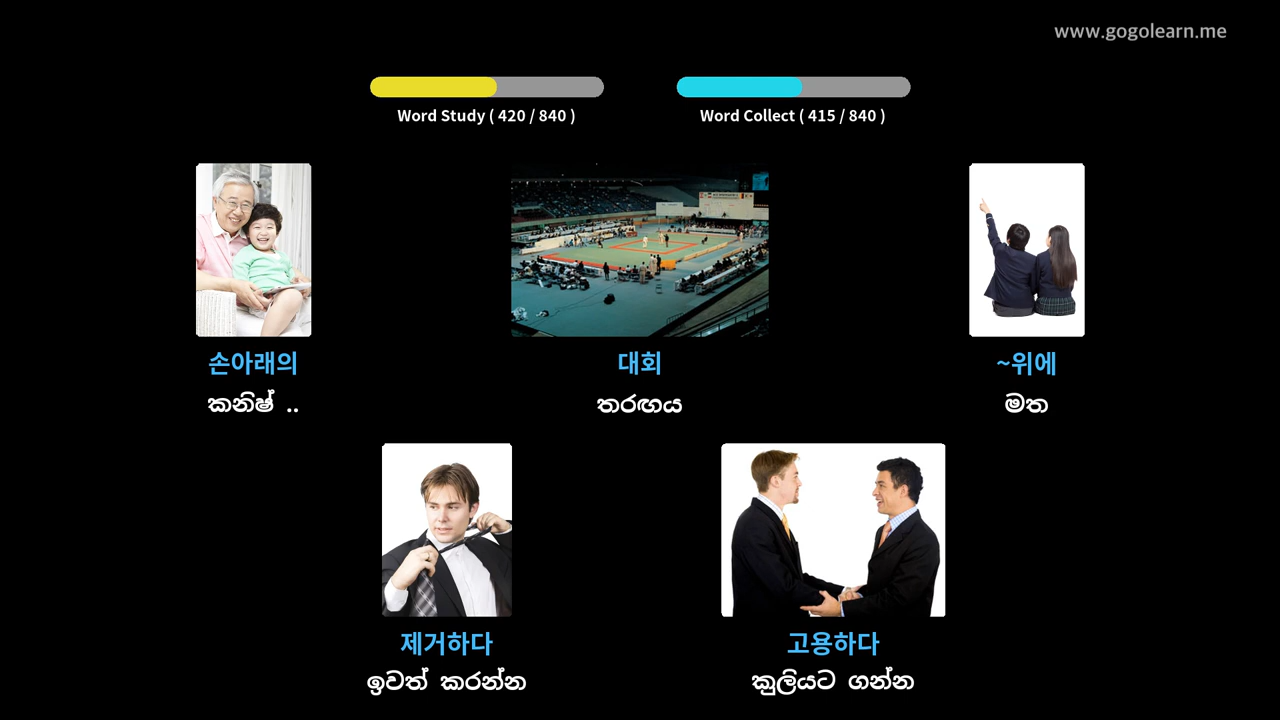 www.gogolearn.me
Word Study ( 420 / 840 )
Word Collect ( 415 / 840 )
손아래의
කනිෂ් ..
대회
තරඟය
~위에
මත
제거하다
ඉවත් කරන්න
고용하다
කුලියට ගන්න